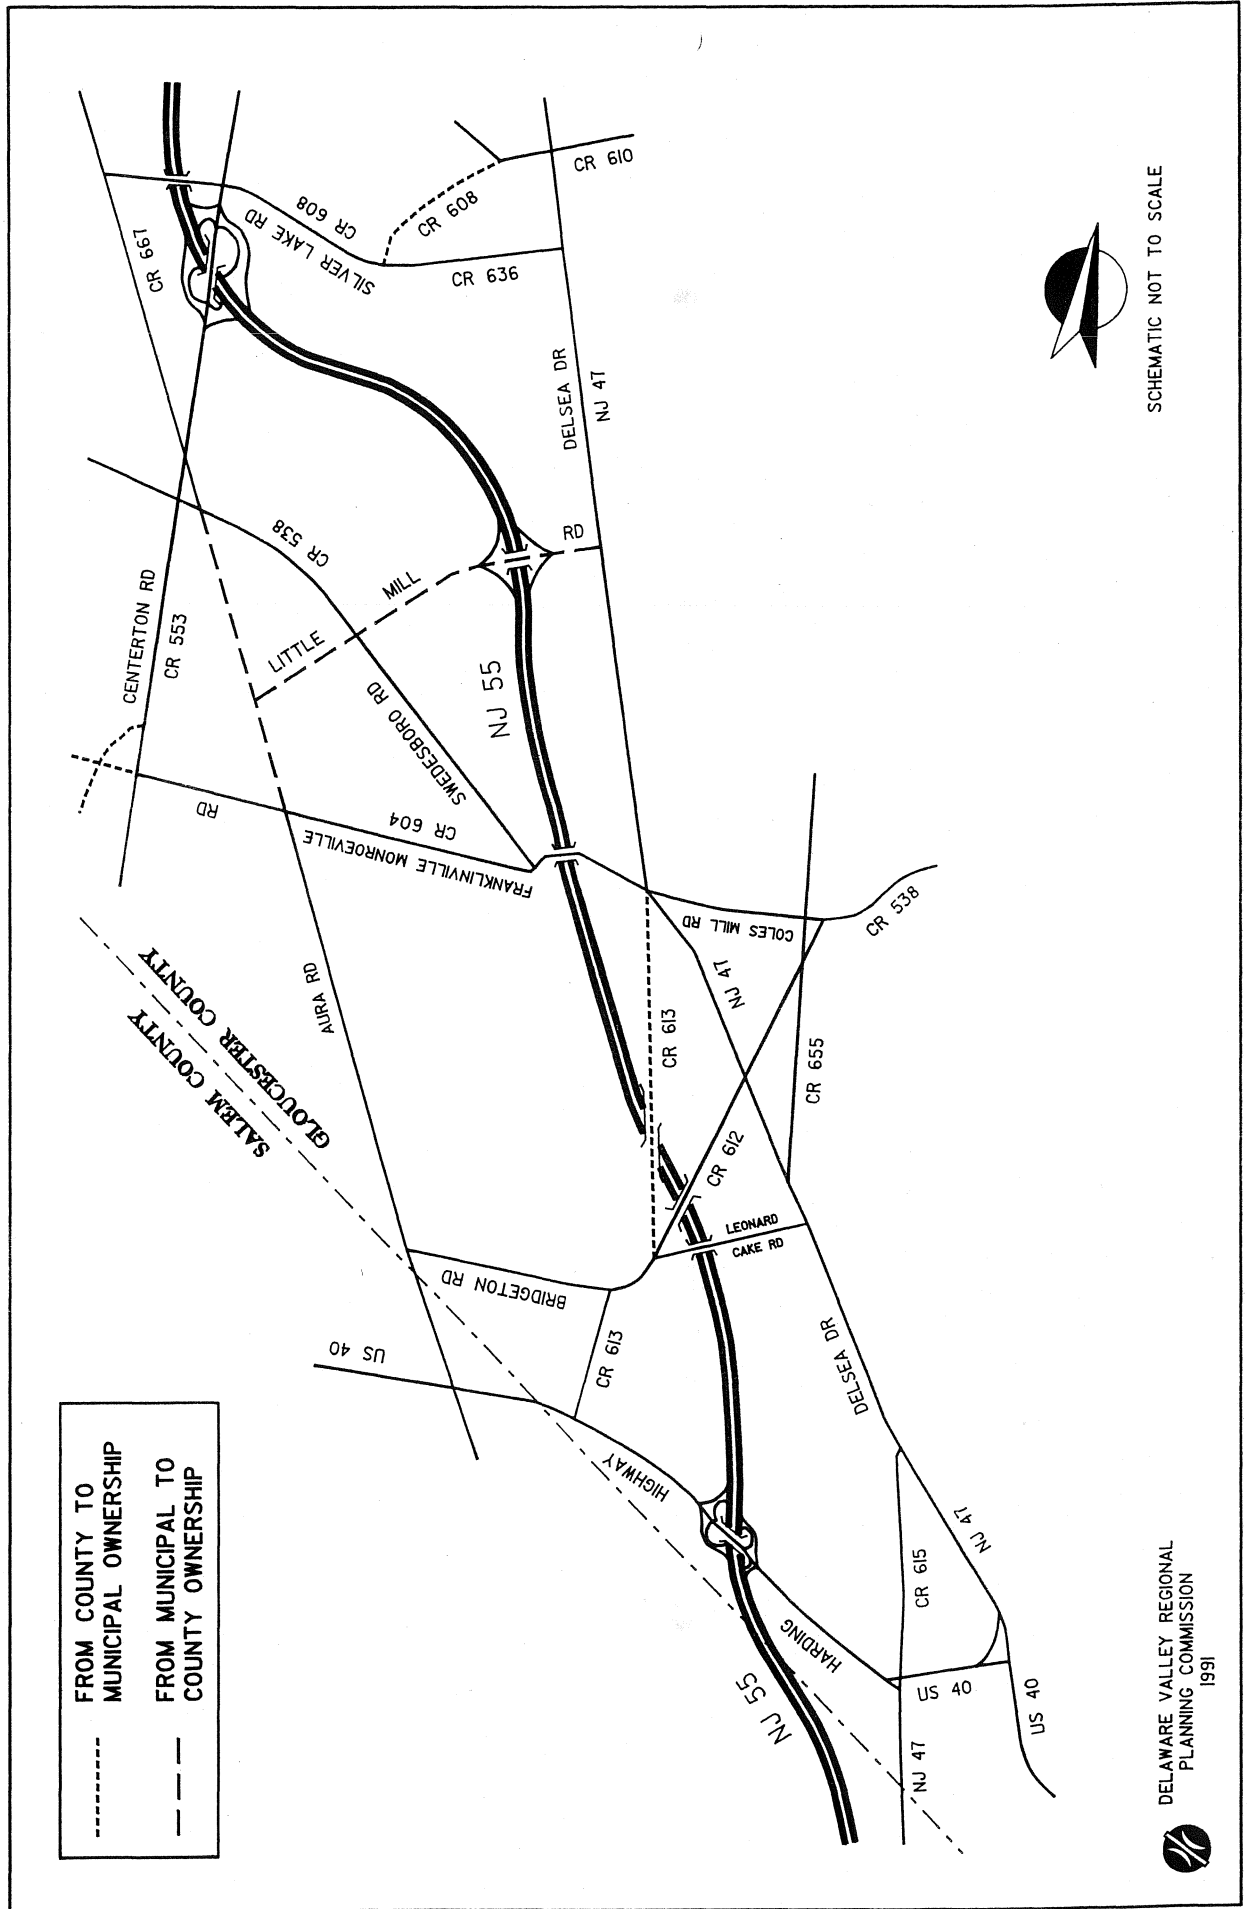 CR 667
SILVER LAKE RD
CR 608
CR 608
CR 610
CR 636
DELSEA DR
NJ 47
SCHEMATIC NOT TO SCALE
CENTERTON RD
CR 553
CR 538
LITTLE
MILL
RD
SWEDESBORO RD
NJ 55
RD
CR 604
FRANKLINVILLE MONROEVILLE
COLES MILL RD
CR 538
NJ 47
CR 613
CR 655
AURA RD
GLOUCESTER COUNTY
SALEM COUNTY
CR 612
LEONARD
CAKE RD
BRIDGETON RD
US 40
CR 613
DELSEA DR
HIGHWAY
NJ 47
CR 615
HARDING
NJ 55
US 40
US 40
NJ 47
FROM COUNTY TO
MUNICIPAL OWNERSHIP
FROM MUNICIPAL TO
COUNTY OWNERSHIP
DELAWARE VALLEY REGIONAL
PLANNING COMMISSION
1991